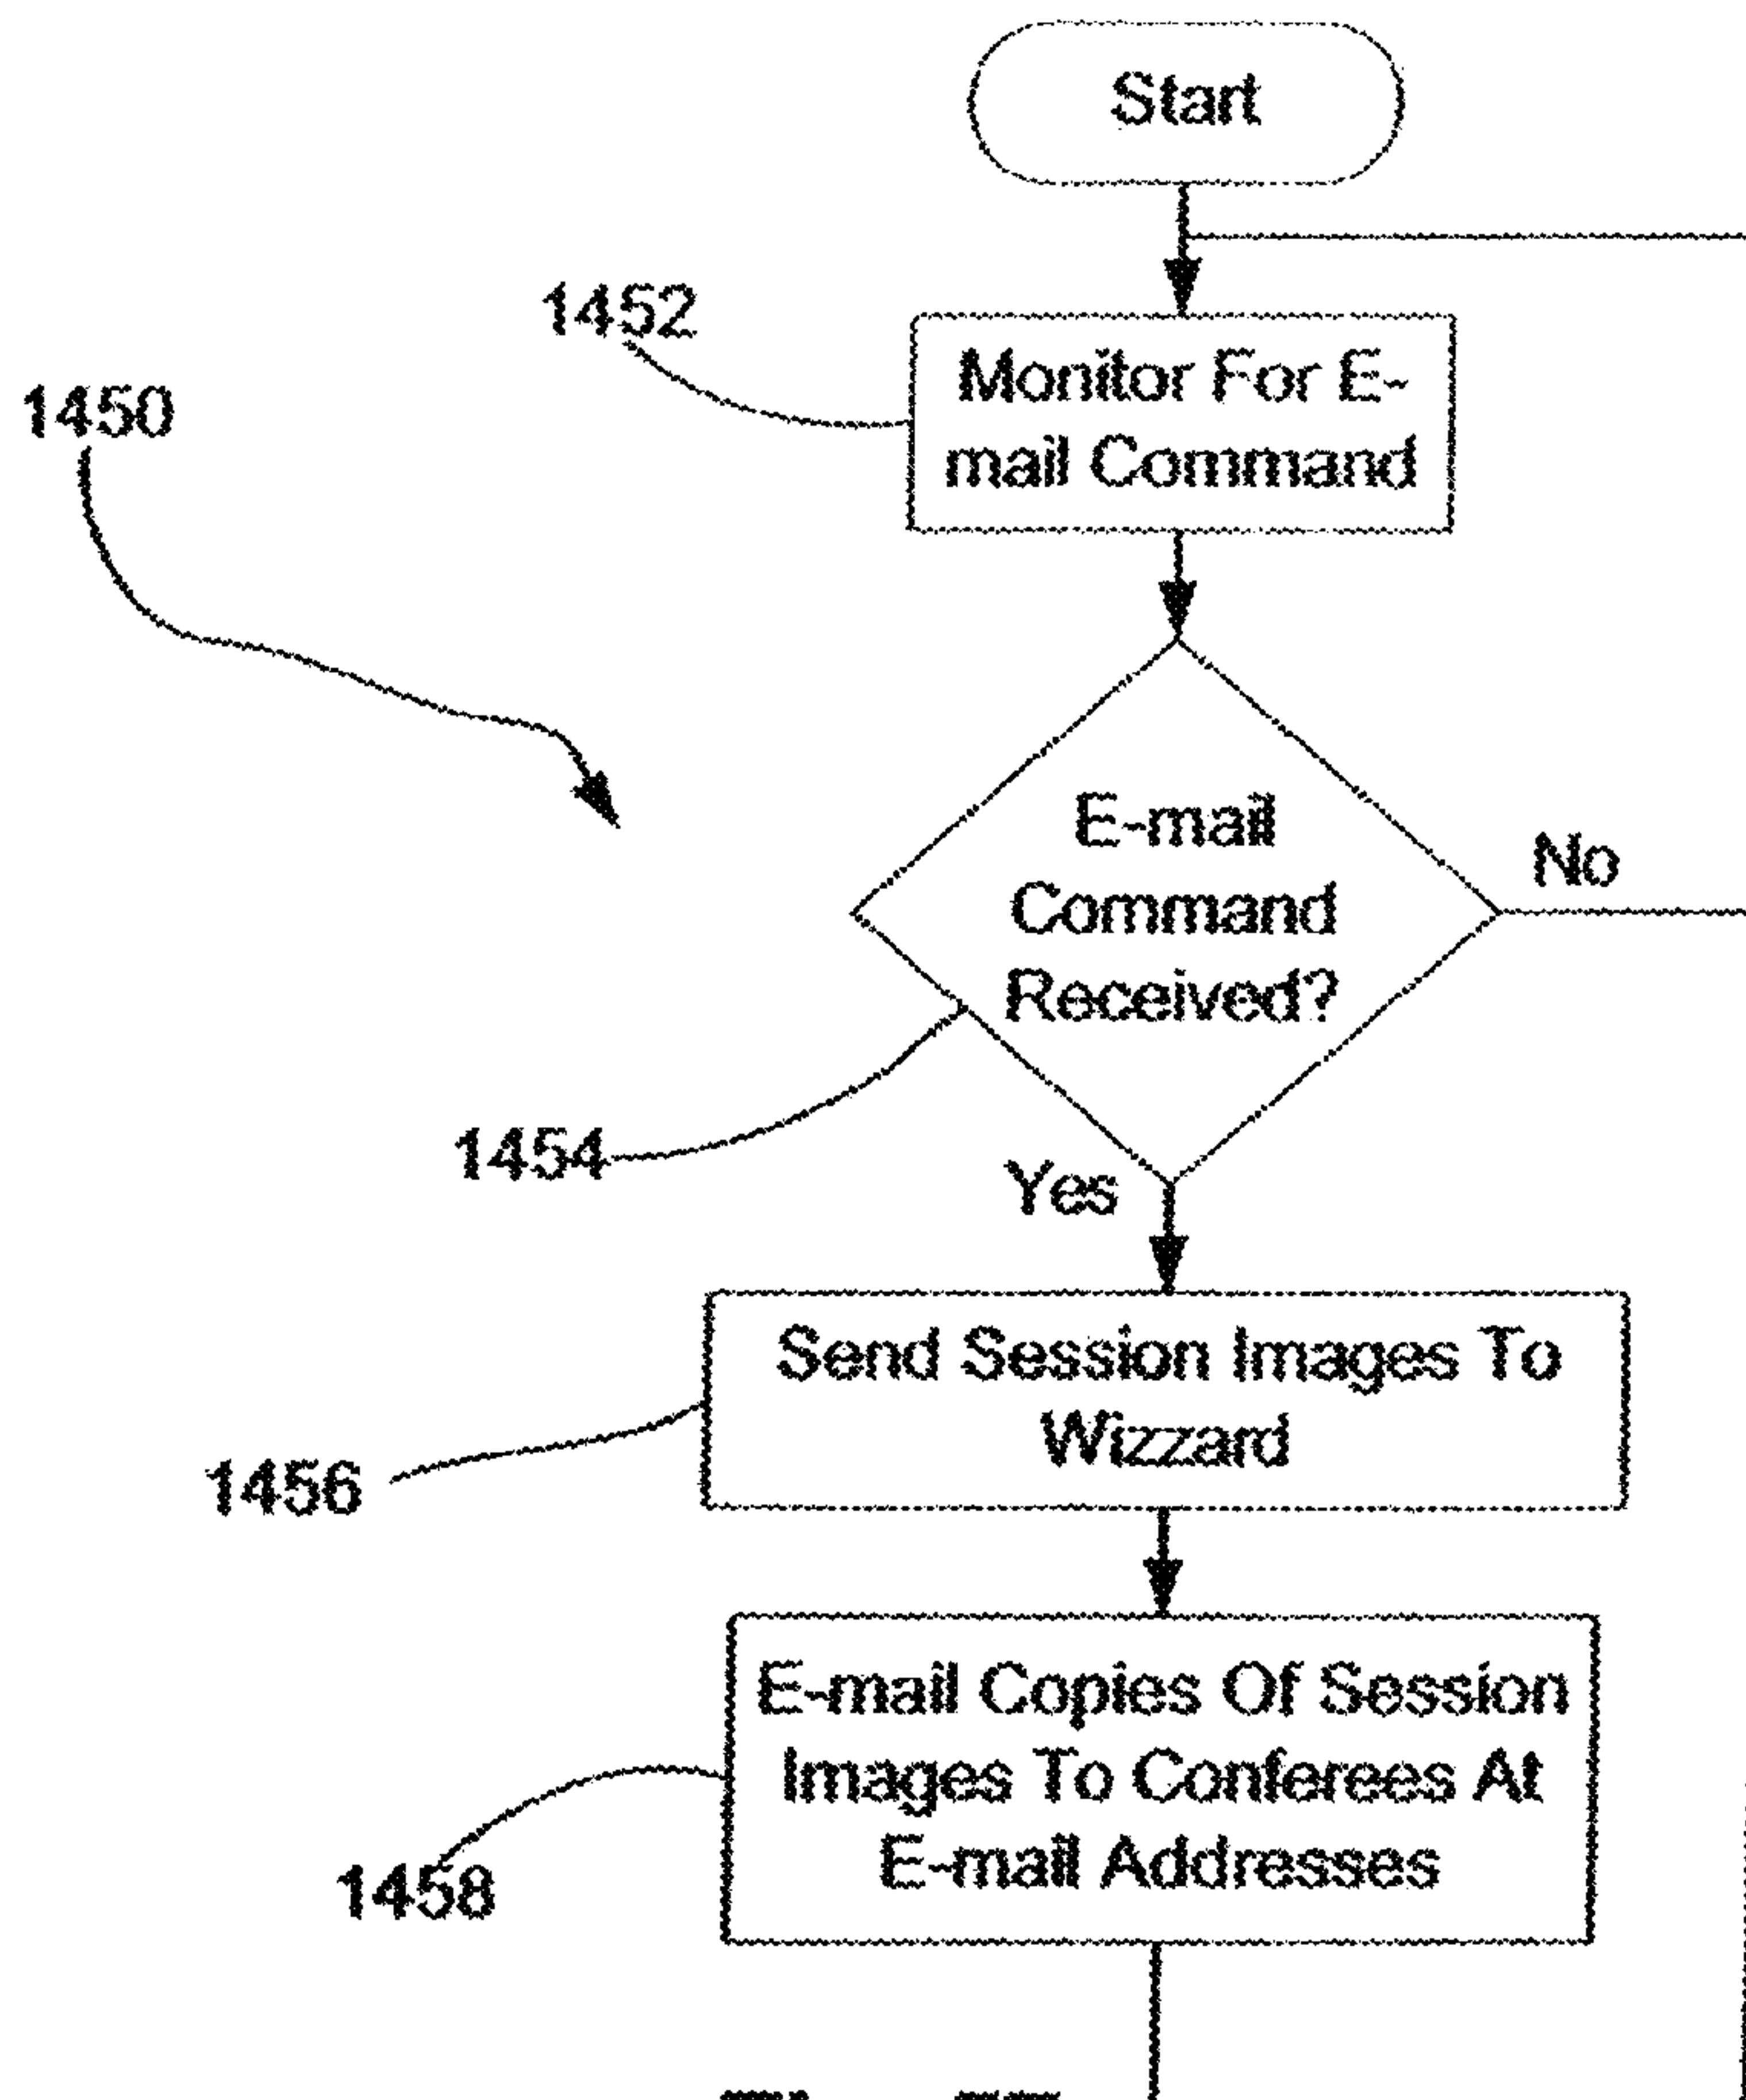 Start
1452
Monitor For E-
mail Command
1450
E-mail
Command
Received?
No
1454
Yes
Send Session Images To
Wizzard
1456
E-mail Copies Of Session
Images To Conferees At
E-mail Addresses
1458